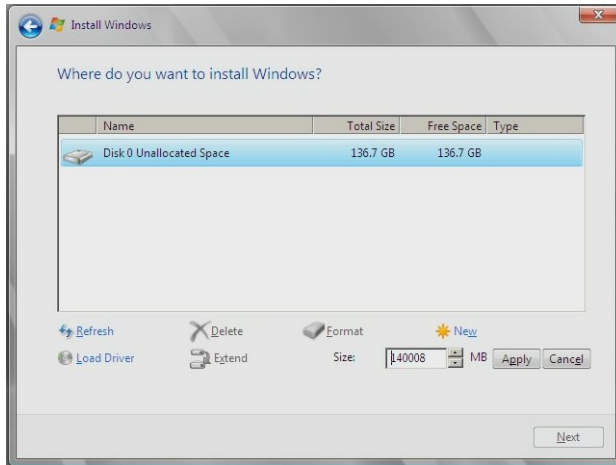 Install Windows
Where do you want to install Windows?
Name Total Size Free Space Type
Disk 0 Unallocated Space 136.7 GB 136.7 GB
Refresh Delete Format New
Load Driver Extend Size: 140008 MB Apply Cancel
Next